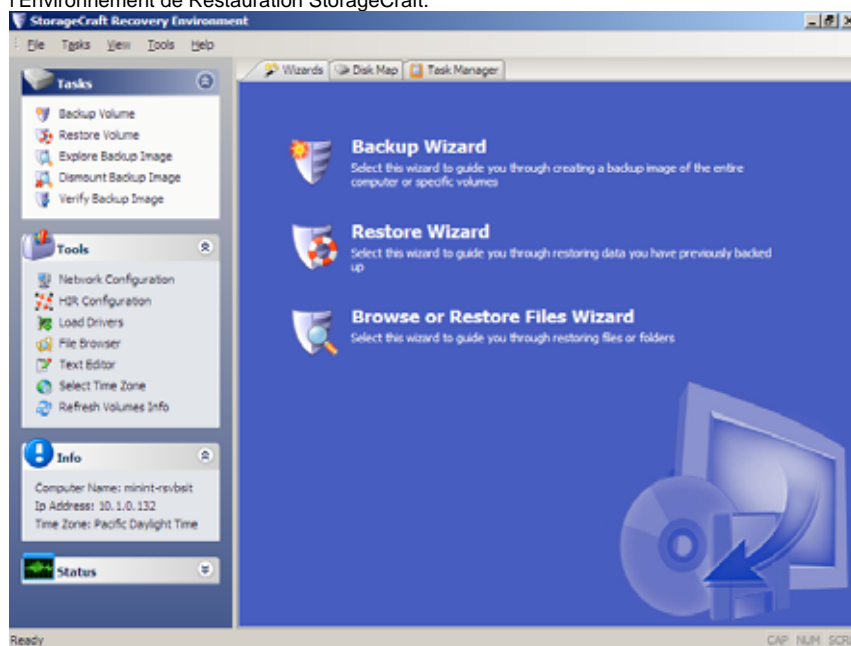 l'Environnement de Restauration StorageCraft.
StorageCraft Recovery Environment
File Tasks View Tools Help
Tasks
Backup Volume
Restore Volume
Explore Backup Image
Dismount Backup Image
Verify Backup Image
Tools
Network Configuration
HIR Configuration
Load Drivers
File Browser
Text Editor
Select Time Zone
Refresh Volumes Info
Info
Computer Name: minint-rsvbsit
Ip Address: 10.1.0.132
Time Zone: Pacific Daylight Time
Status
Wizards Disk Map Task Manager
Backup Wizard
Select this wizard to guide you through creating a backup image of the entire
computer or specific volumes
Restore Wizard
Select this wizard to guide you through restoring data you have previously backed
up
Browse or Restore Files Wizard
Select this wizard to guide you through restoring files or folders
Ready
CAP NUM SCRL